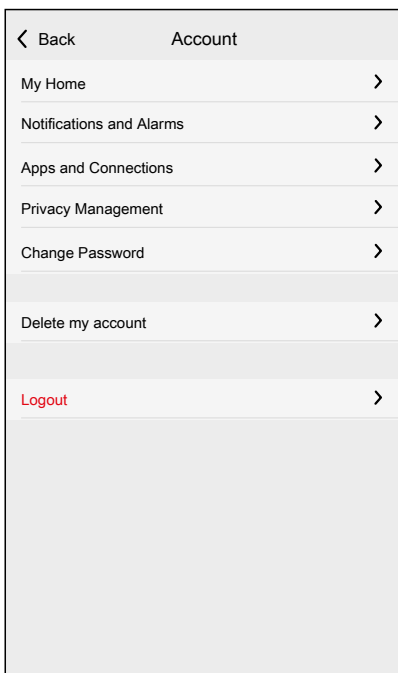 Back Account
My Home
Notifications and Alarms
Apps and Connections
Privacy Management
Change Password
Delete my account
Logout